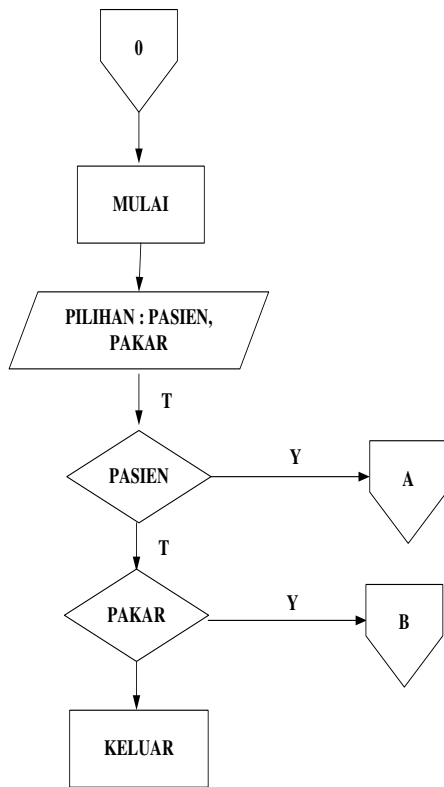 0
MULAI
PILIHAN : PASIEN,
PAKAR
T
PASIEN
Y
A
T
PAKAR
Y
B
KELUAR